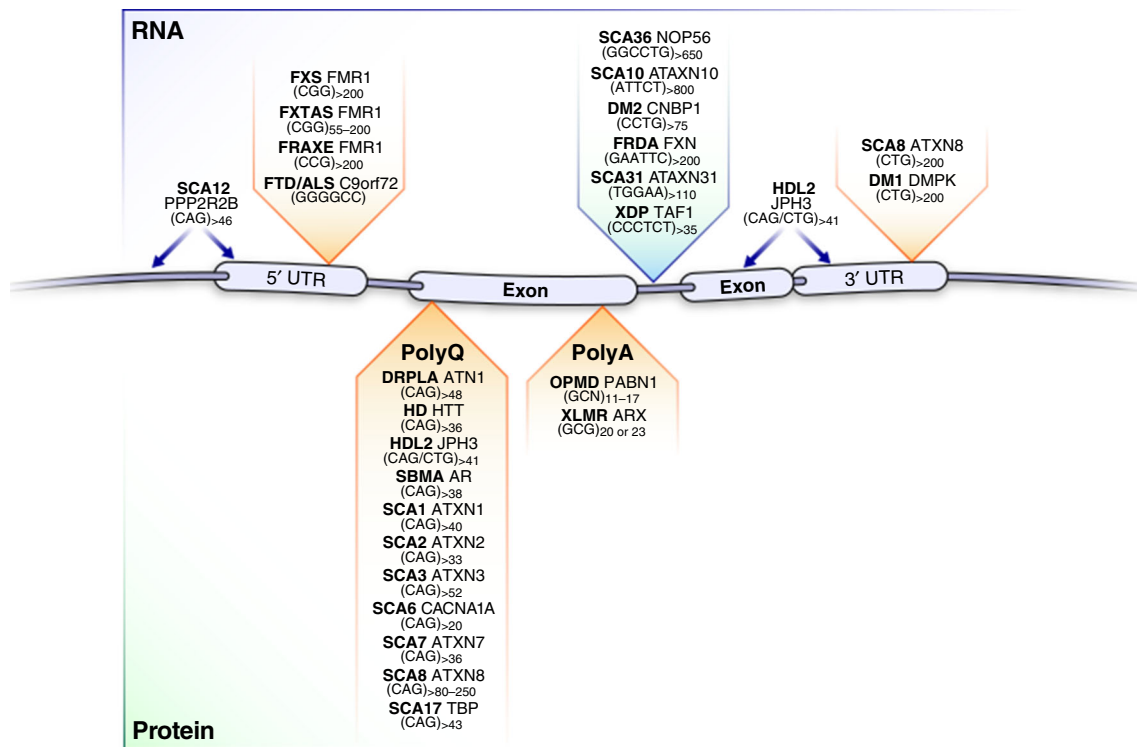 RNA
SCA12
PPP2R2B
(CAG)>46
FXS FMR1
(CGG)>200
FXTAS FMR1
(CGG)55–200
FRAXE FMR1
(CCG)>200
FTD/ALS C9orf72
(GGGGCC)
SCA36 NOP56
(GGCCTG)>650
SCA10 ATAXN10
(ATTCT)>800
DM2 CNBP1
(CCTG)>75
FRDA FXN
(GAATTC)>200
SCA31 ATAXN31
(TGGAA)>110
XDP TAF1
(CCCTCT)>35
HDL2
JPH3
(CAG/CTG)>41
SCA8 ATXN8
(CTG)>200
DM1 DMPK
(CTG)>200
5′ UTR
Exon
Exon
3′ UTR
PolyQ
DRPLA ATN1
(CAG)>48
HD HTT
(CAG)>36
HDL2 JPH3
(CAG/CTG)>41
SBMA AR
(CAG)>38
SCA1 ATXN1
(CAG)>40
SCA2 ATXN2
(CAG)>33
SCA3 ATXN3
(CAG)>52
SCA6 CACNA1A
(CAG)>20
SCA7 ATXN7
(CAG)>36
SCA8 ATXN8
(CAG)>80–250
SCA17 TBP
(CAG)>43
PolyA
OPMD PABN1
(GCN)11–17
XLMR ARX
(GCG)20 or 23
Protein